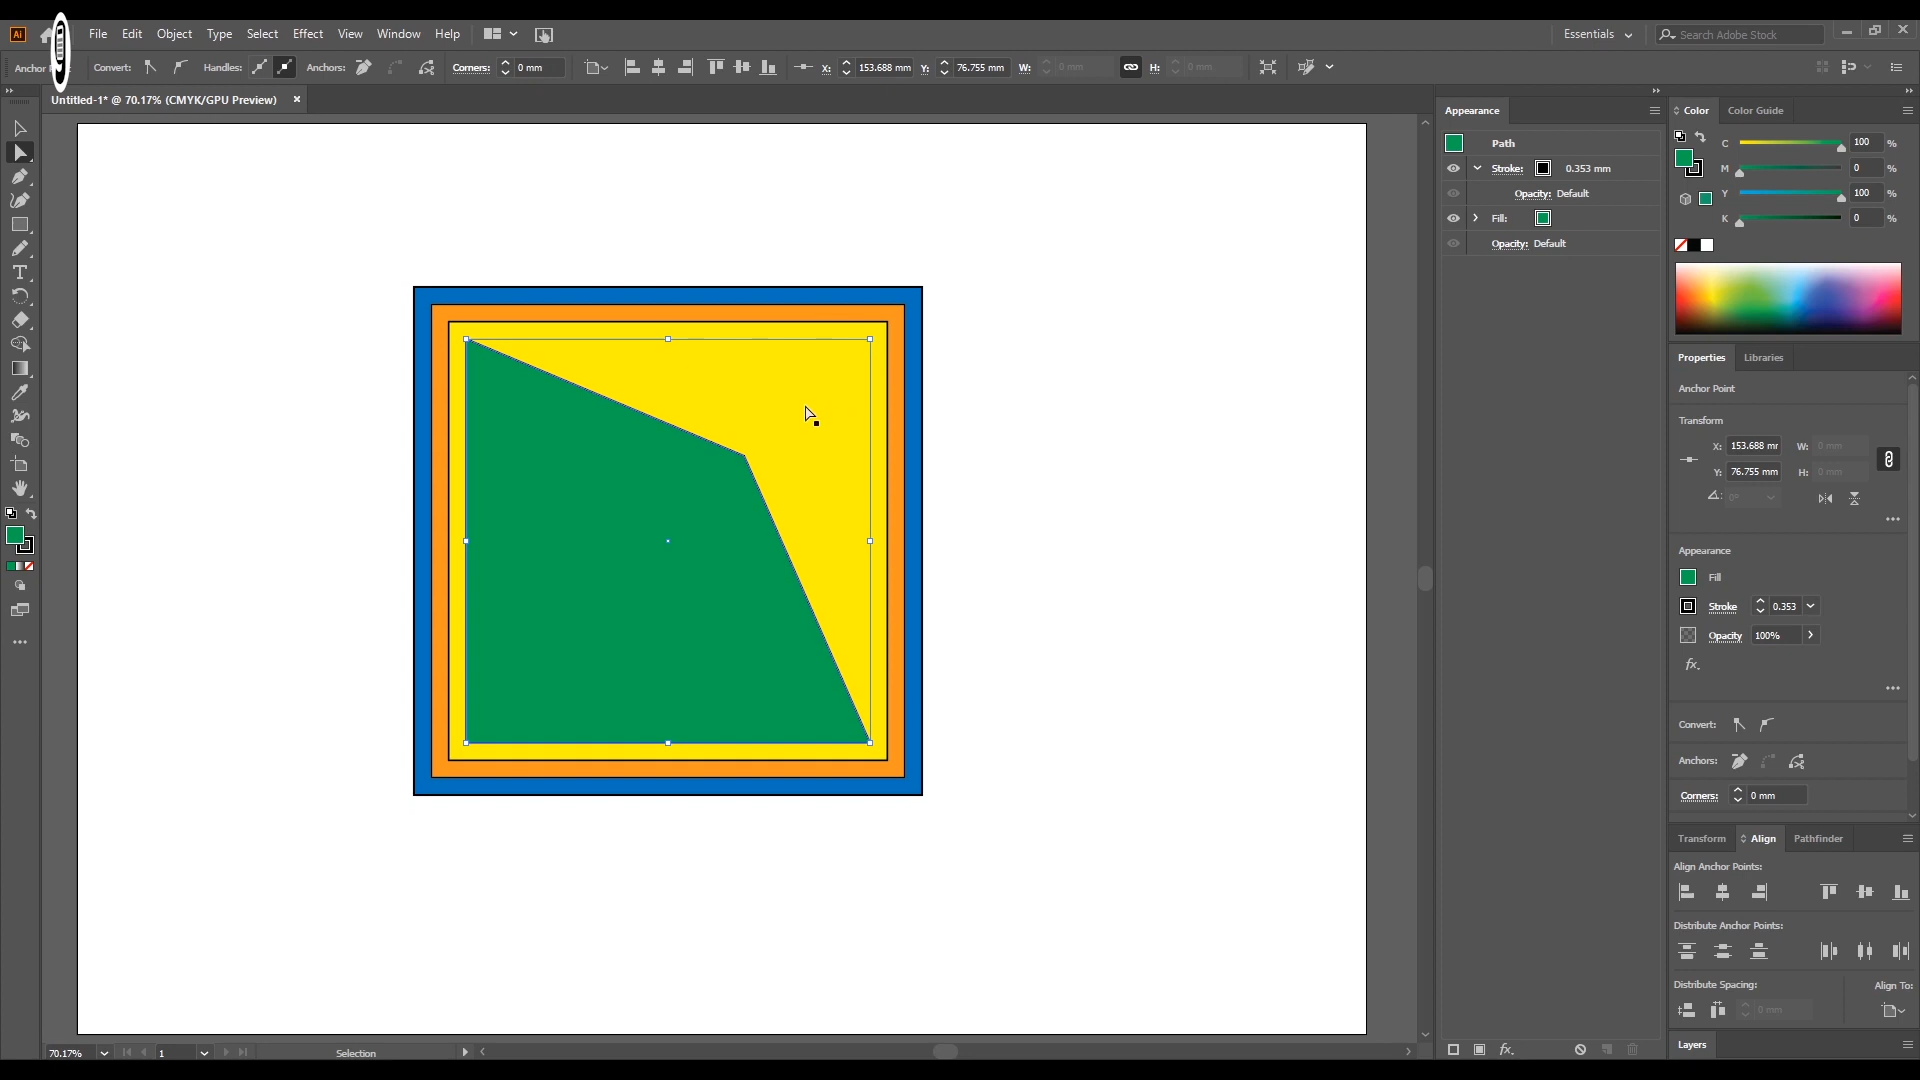 Ai File Edit Object Type Select Effect View Window Help Essentials Search Adobe Stock
Anchor Convert: Handles: Anchors: Corners: 0 mm X: 153.688 mm Y: 76.755 mm W: 0 mm H: 0 mm
Untitled-1* @ 70.17% (CMYK/GPU Preview)
Appearance
Path
Stroke: 0.353 mm
Opacity: Default
Fill:
Opacity: Default
Color Color Guide
C 100 %
M 0 %
Y 100 %
K 0 %
Properties Libraries
Anchor Point
Transform
X: 153.688 mr W: 0 mm
Y: 76.755 mm H: 0 mm
0°
Appearance
Fill
Stroke 0.353
Opacity 100%
fx.
Convert:
Anchors:
Corners: 0 mm
Transform Align Pathfinder
Align Anchor Points:
Distribute Anchor Points:
Distribute Spacing: Align To:
0 mm
Layers
70.17% 1 Selection
fx.